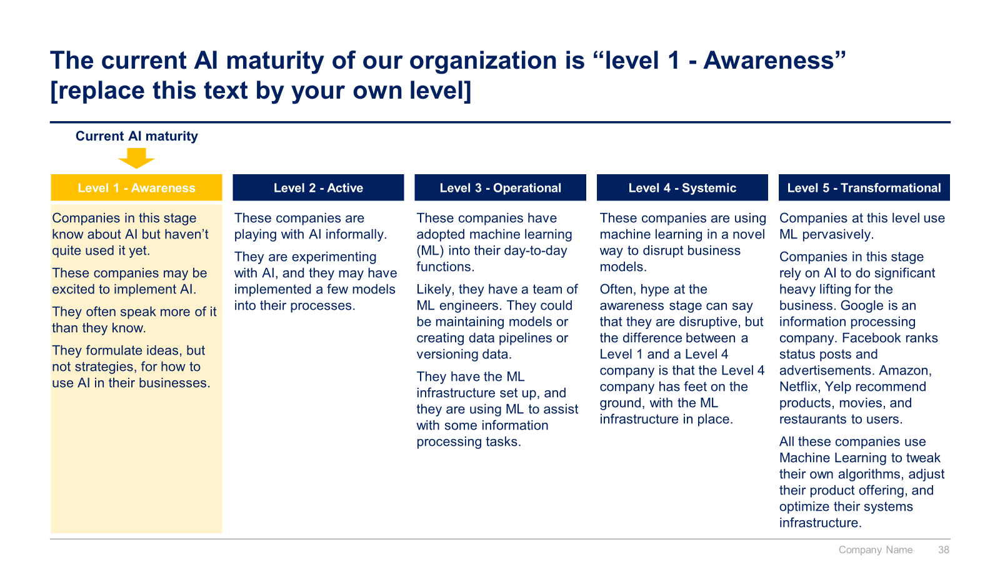 The current AI maturity of our organization is “level 1 - Awareness”
[replace this text by your own level]
Current AI maturity
Level 1 - Awareness
Companies in this stage
know about AI but haven’t
quite used it yet.
These companies may be
excited to implement AI.
They often speak more of it
than they know.
They formulate ideas, but
not strategies, for how to
use AI in their businesses.
Level 2 - Active
These companies are
playing with AI informally.
They are experimenting
with AI, and they may have
implemented a few models
into their processes.
Level 3 - Operational
These companies have
adopted machine learning
(ML) into their day-to-day
functions.
Likely, they have a team of
ML engineers. They could
be maintaining models or
creating data pipelines or
versioning data.
They have the ML
infrastructure set up, and
they are using ML to assist
with some information
processing tasks.
Level 4 - Systemic
These companies are using
machine learning in a novel
way to disrupt business
models.
Often, hype at the
awareness stage can say
that they are disruptive, but
the difference between a
Level 1 and a Level 4
company is that the Level 4
company has feet on the
ground, with the ML
infrastructure in place.
Level 5 - Transformational
Companies at this level use
ML pervasively.
Companies in this stage
rely on AI to do significant
heavy lifting for the
business. Google is an
information processing
company. Facebook ranks
status posts and
advertisements. Amazon,
Netflix, Yelp recommend
products, movies, and
restaurants to users.
All these companies use
Machine Learning to tweak
their own algorithms, adjust
their product offering, and
optimize their systems
infrastructure.
Company Name
38